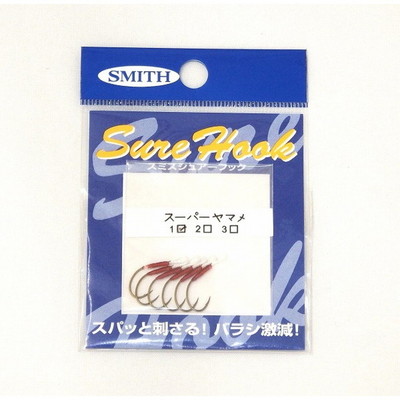 SMITH
Sure Hook
スミスシュアーフック
スーパーヤマメ
1☑ 2☐ 3☐
スパッと刺さる! バラシ激減!